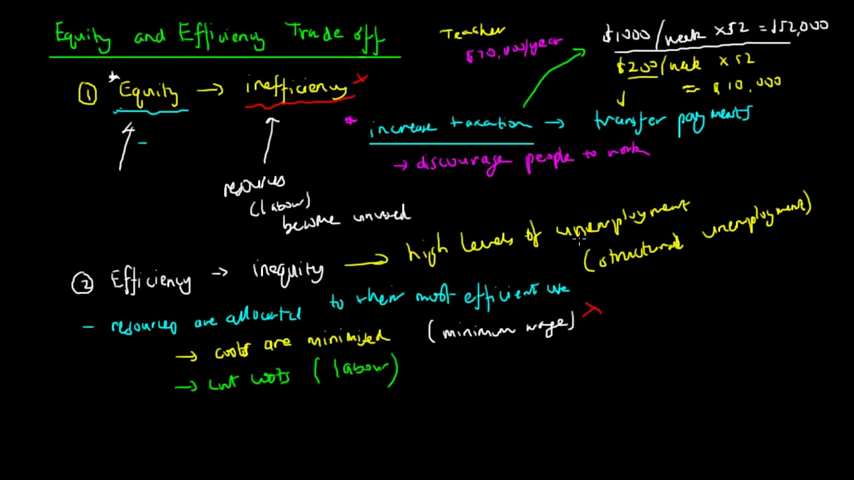 Equity and Efficiency Trade off
Teacher
$70,000/year
$1000/week ×52 = $52,000
$200/week ×52
= $10,000
① *Equity → inefficiency ×
* increase taxation → transfer payments
→ discourage people to work
resources
(labour)
become unused
② Efficiency → inequity → high levels of unemployment
(structural unemployment)
- resources are allocated to their most efficient use
→ costs are minimised (minimum wage) ×
→ cut costs (labour)